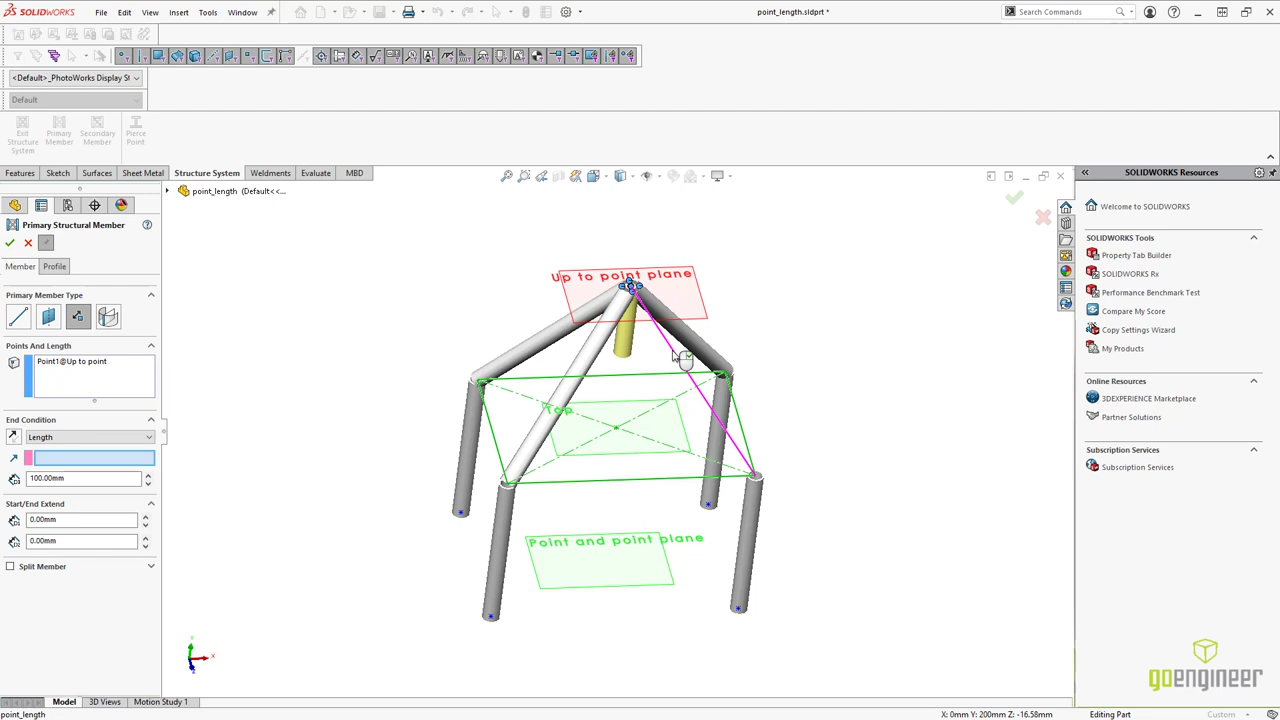 SOLIDWORKS
File
Edit
View
Insert
Tools
Window
point_length.sldprt *
Search Commands
<Default>_PhotoWorks Display St
Default
Exit
Structure
System
Primary
Member
Secondary
Member
Pierce
Point
Features
Sketch
Surfaces
Sheet Metal
Structure System
Weldments
Evaluate
MBD
point_length (Default<<...
Primary Structural Member
Member
Profile
Primary Member Type
Points And Length
Point1@Up to point
End Condition
Length
100.00mm
Start/End Extend
0.00mm
0.00mm
Split Member
Up to point plane
Top
Point and point plane
SOLIDWORKS Resources
Welcome to SOLIDWORKS
SOLIDWORKS Tools
Property Tab Builder
SOLIDWORKS Rx
Performance Benchmark Test
Compare My Score
Copy Settings Wizard
My Products
Online Resources
3DEXPERIENCE Marketplace
Partner Solutions
Subscription Services
Subscription Services
goengineer
Model
3D Views
Motion Study 1
point_length
X: 0mm Y: 200mm Z: -16.58mm
Editing Part
Custom